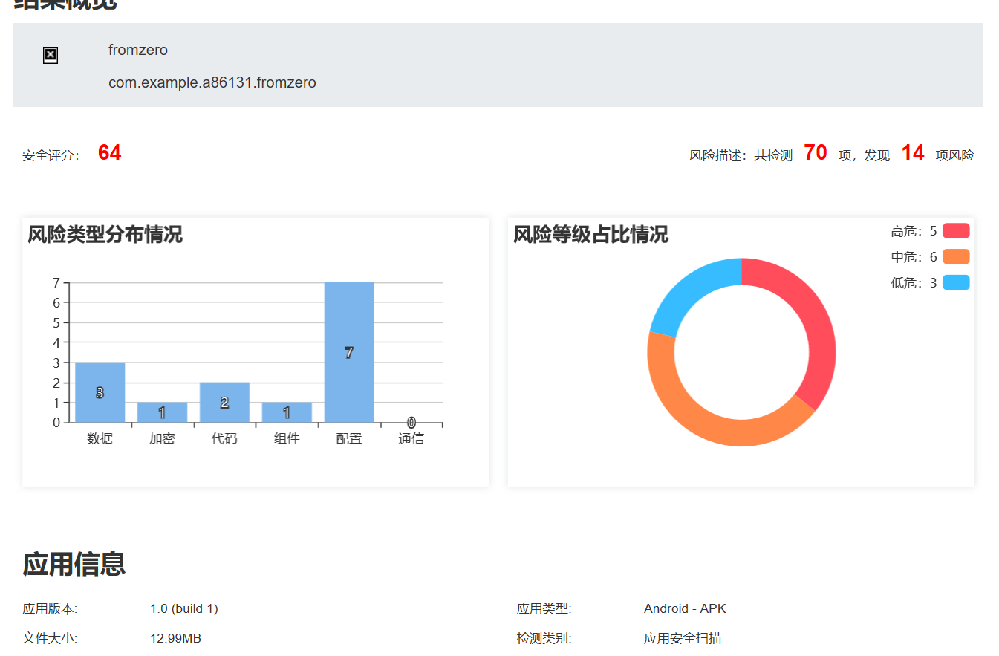 结果概览
fromzero
com.example.a86131.fromzero
安全评分： 64
风险描述：共检测 70 项，发现 14 项风险
风险类型分布情况
7
6
5
4
3
2
1
0
3
1
2
1
7
0
数据
加密
代码
组件
配置
通信
风险等级占比情况
高危：5
中危：6
低危：3
应用信息
应用版本: 1.0 (build 1)
应用类型: Android - APK
文件大小: 12.99MB
检测类别: 应用安全扫描